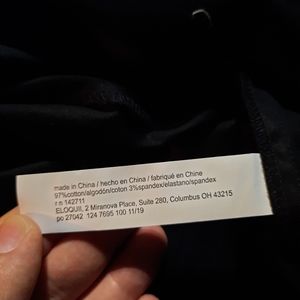 made in China / hecho en China / fabriqué en Chine
97%cotton/algodón/coton 3%spandex/elastano/spandex
r n 142711
ELOQUII, 2 Miranova Place, Suite 280, Columbus OH 43215
po 27042 124 7695 100 11/19